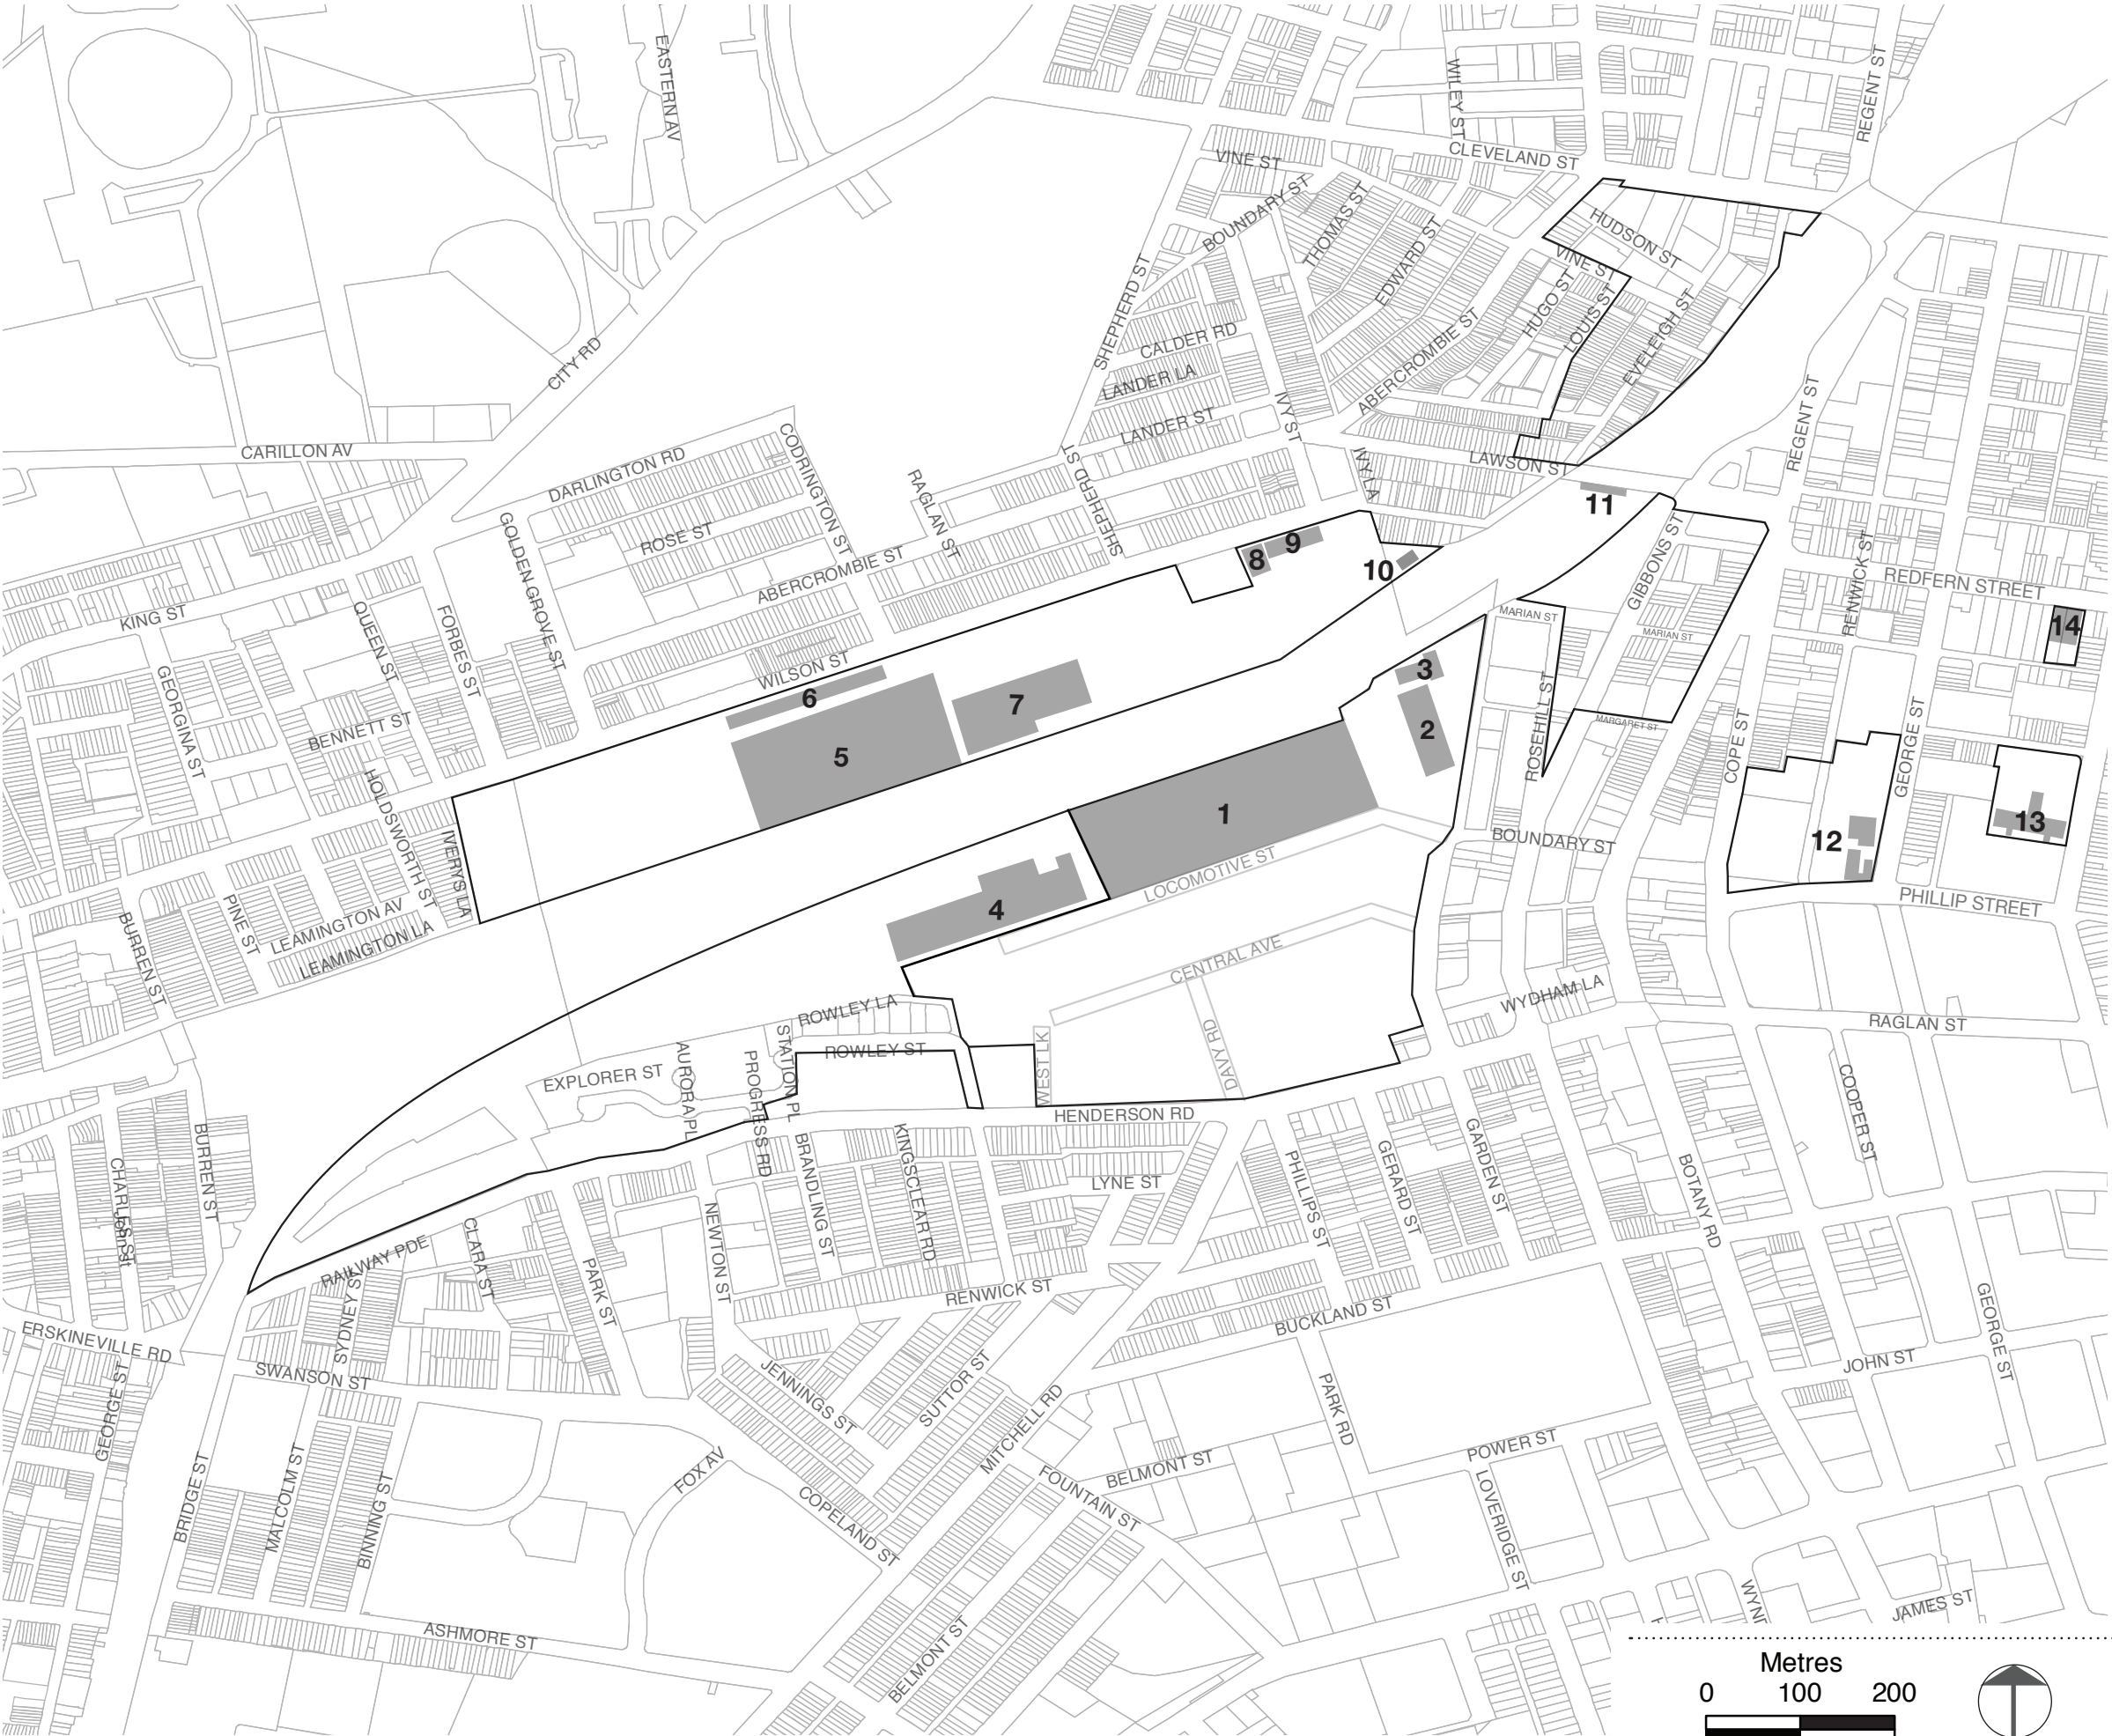 EASTERN AV
WILEY ST
REGENT ST
CLEVELAND ST
VINE ST
BOUNDARY ST
THOMAS ST
EDWARD ST
HUDSON ST
VINE ST
HUGO ST
LOUIS ST
EVELEIGH ST
SHEPHERD ST
CALDER RD
LANDER LA
LANDER ST
ABERCROMBIE ST
IVY ST
IVY LA
LAWSON ST
REGENT ST
CITY RD
CARILLON AV
DARLINGTON RD
CODRINGTON ST
RAGLAN ST
SHEPHERD ST
ROSE ST
GOLDEN GROVE ST
ABERCROMBIE ST
11
9
8
10
GIBBONS ST
RENWICK ST
REDFERN STREET
14
KING ST
QUEEN ST
FORBES ST
MARIAN ST
MARIAN ST
WILSON ST
6
7
5
3
2
1
4
GEORGINA ST
BENNETT ST
HOLDSWORTH ST
IVERYS LA
ROSEHILL ST
MARGARET ST
COPE ST
GEORGE ST
12
13
BOUNDARY ST
PHILLIP STREET
LOCOMOTIVE ST
CENTRAL AVE
PINE ST
LEAMINGTON AV
LEAMINGTON LA
BURREN ST
WYDHAM LA
RAGLAN ST
ROWLEY LA
ROWLEY ST
STATION PL
PROGRESS RD
AURORA PL
EXPLORER ST
WEST LK
DAVY RD
HENDERSON RD
COOPER ST
BURREN ST
CHARLES ST
John St
BRANDLING ST
KINGSCLEAR RD
LYNE ST
PHILLIPS ST
GERARD ST
GARDEN ST
BOTANY RD
NEWTON ST
RAILWAY PDE
CLARA ST
PARK ST
SYDNEY ST
RENWICK ST
BUCKLAND ST
GEORGE ST
ERSKINEVILLE RD
GEORGE ST
SWANSON ST
JENNINGS ST
SUTTOR ST
MITCHELL RD
PARK RD
JOHN ST
POWER ST
BRIDGE ST
MALCOLM ST
BINNING ST
FOX AV
COPELAND ST
FOUNTAIN ST
BELMONT ST
LOVERIDGE ST
ASHMORE ST
BELMONT ST
JAMES ST
Metres
0 100 200